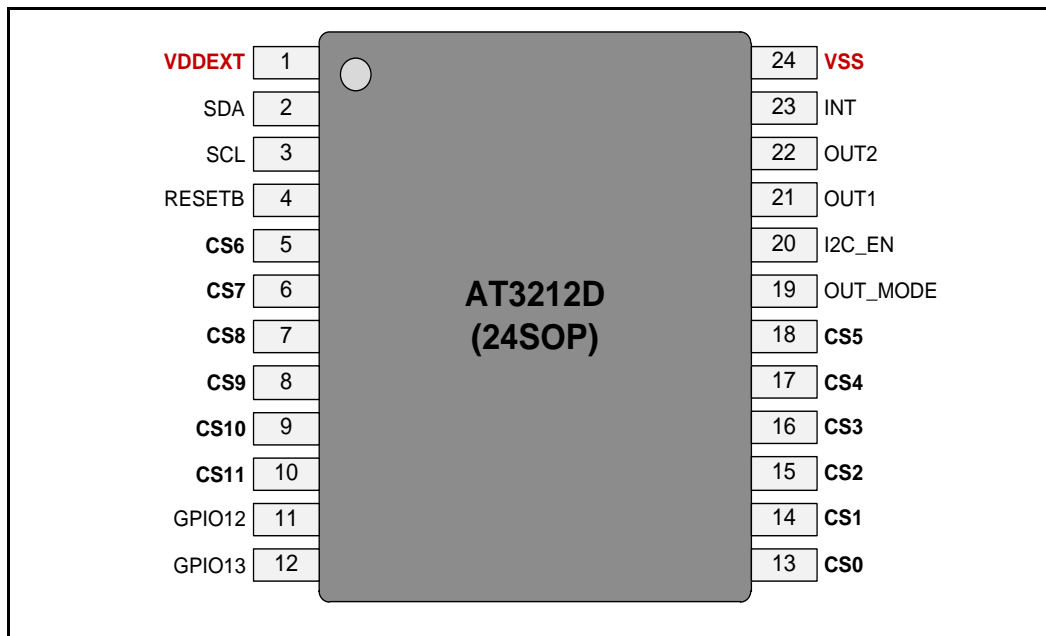 VDDEXT 1 24 VSS
SDA 2 23 INT
SCL 3 22 OUT2
RESETB 4 21 OUT1
CS6 5 20 I2C_EN
CS7 6 19 OUT_MODE
AT3212D
(24SOP)
CS8 7 18 CS5
CS9 8 17 CS4
CS10 9 16 CS3
CS11 10 15 CS2
GPIO12 11 14 CS1
GPIO13 12 13 CS0